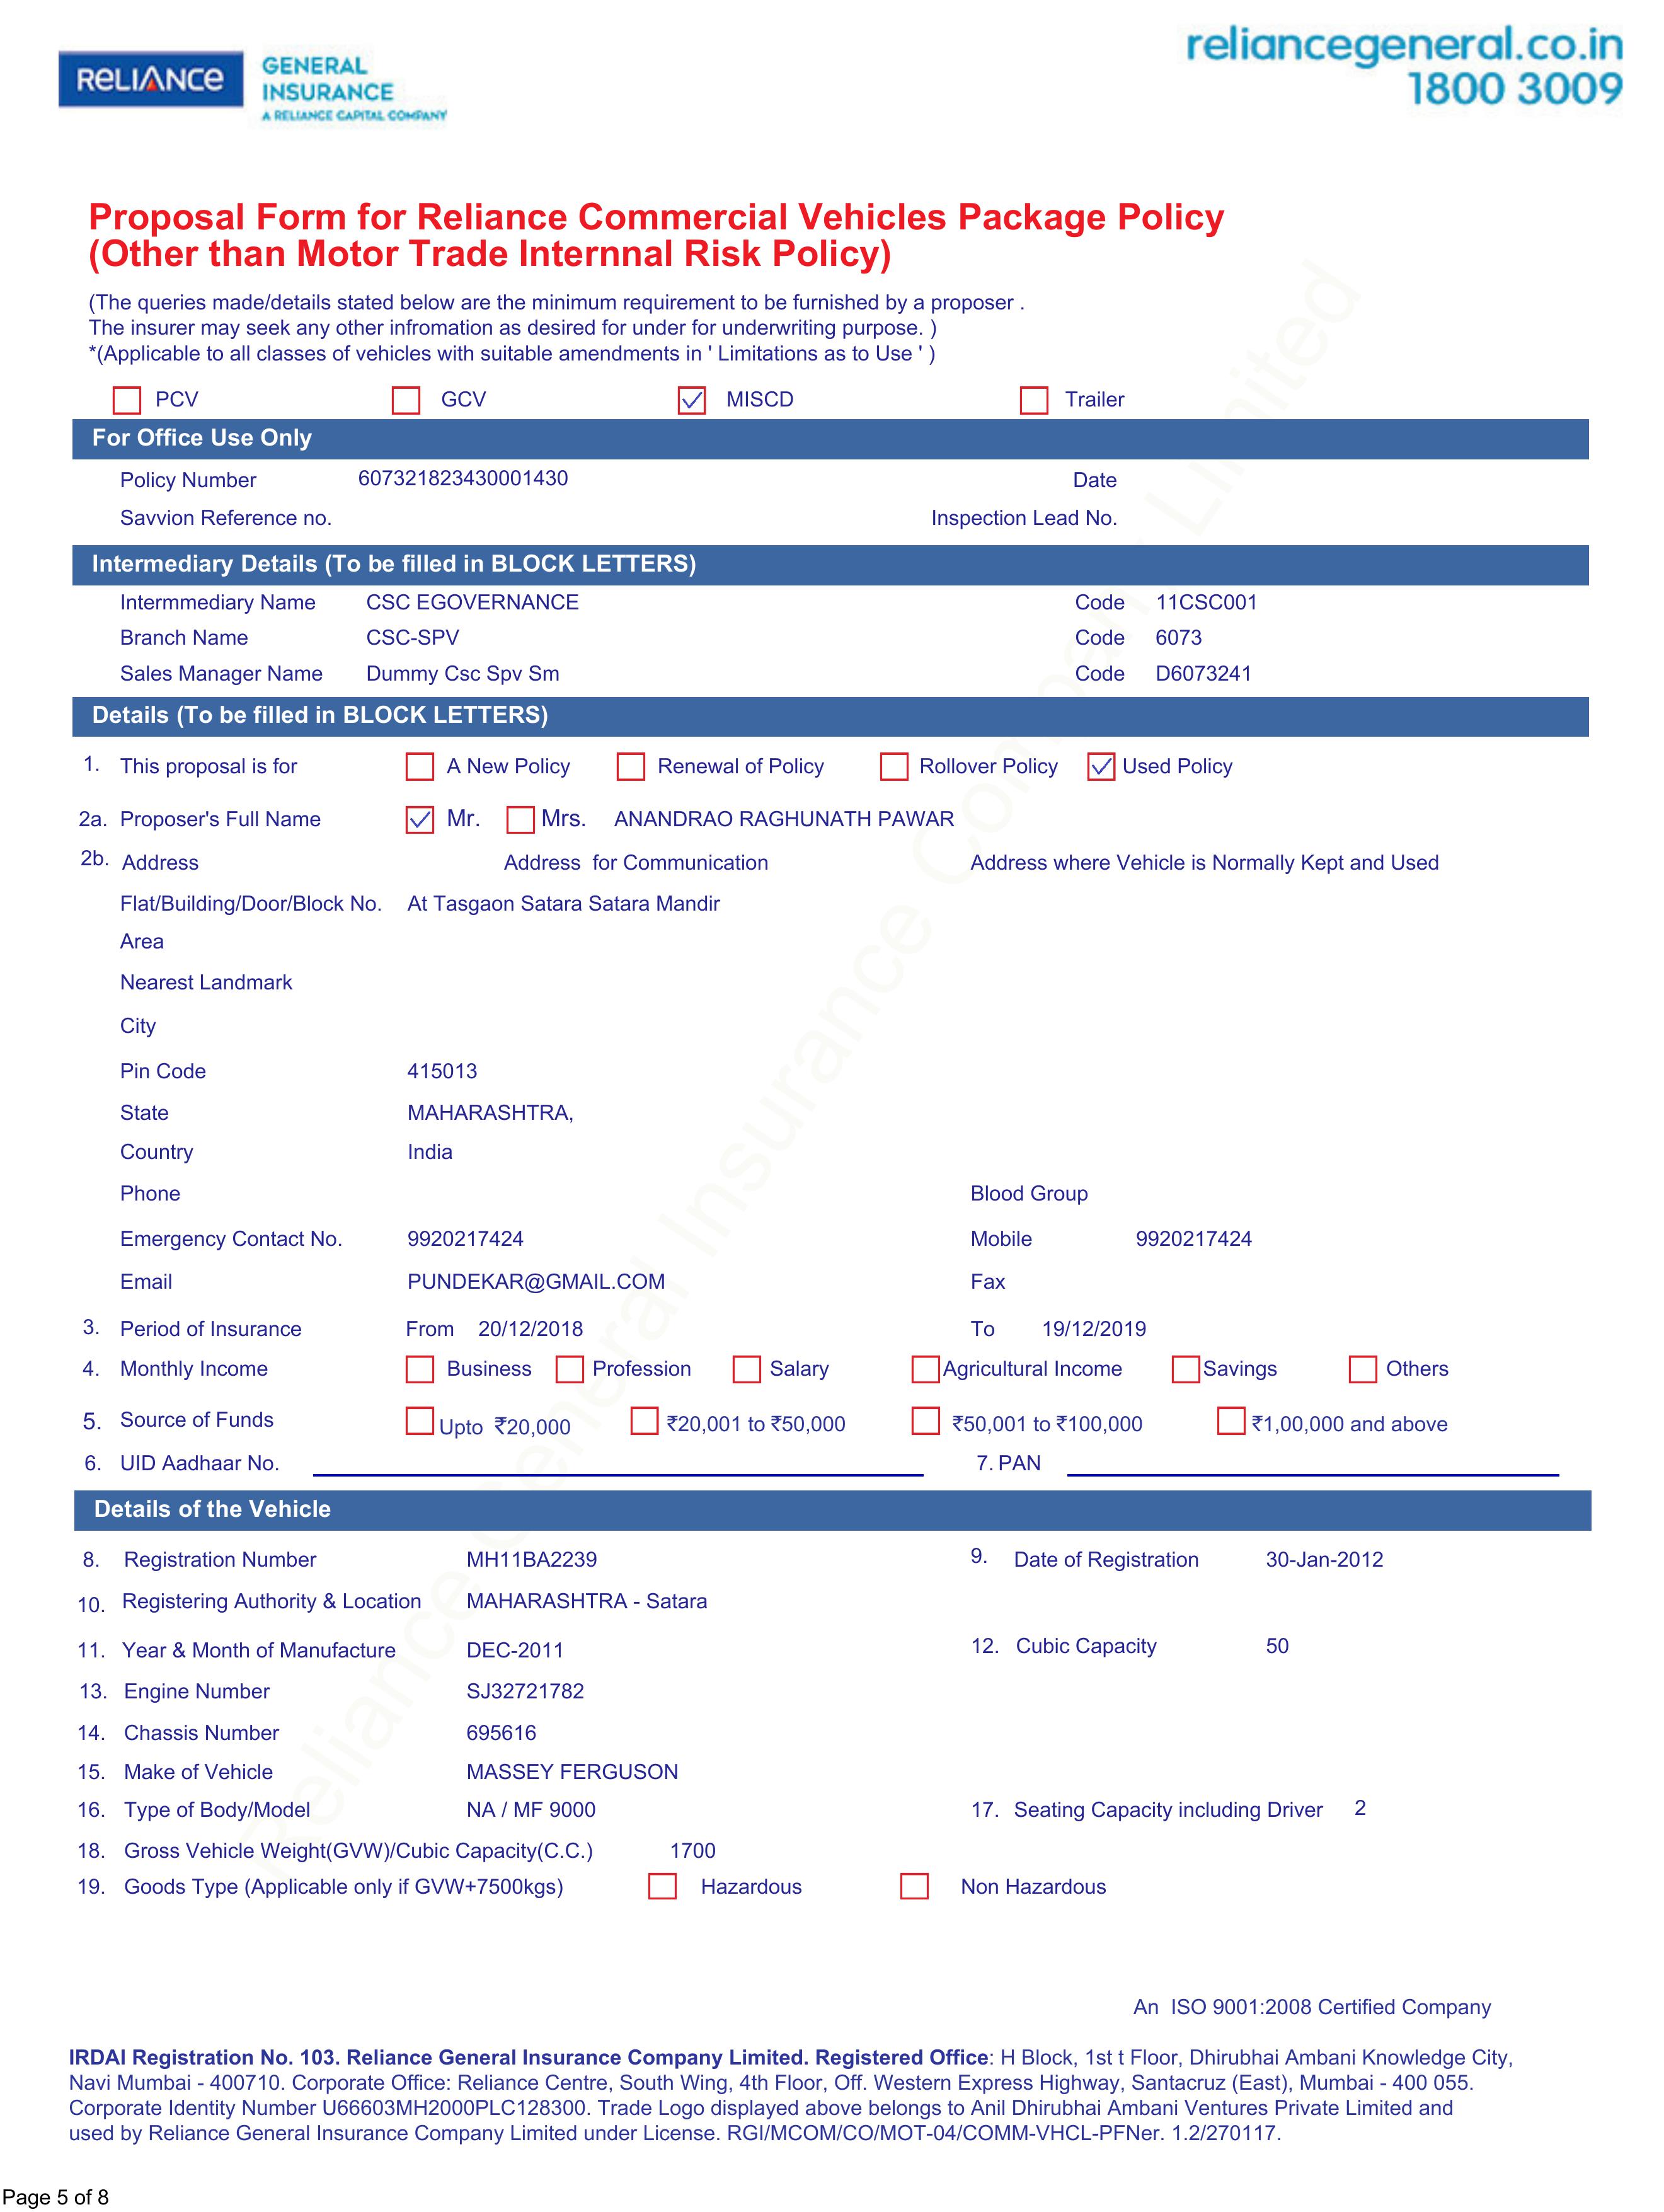 RELIANCE
GENERAL
INSURANCE
A RELIANCE CAPITAL COMPANY
reliancegeneral.co.in
1800 3009
Proposal Form for Reliance Commercial Vehicles Package Policy
(Other than Motor Trade Internnal Risk Policy)
(The queries made/details stated below are the minimum requirement to be furnished by a proposer .
The insurer may seek any other infromation as desired for under for underwriting purpose. )
*(Applicable to all classes of vehicles with suitable amendments in ' Limitations as to Use ' )
PCV GCV MISCD Trailer
For Office Use Only
Policy Number 607321823430001430 Date
Savvion Reference no. Inspection Lead No.
Intermediary Details (To be filled in BLOCK LETTERS)
Intermmediary Name CSC EGOVERNANCE Code 11CSC001
Branch Name CSC-SPV Code 6073
Sales Manager Name Dummy Csc Spv Sm Code D6073241
Details (To be filled in BLOCK LETTERS)
1. This proposal is for A New Policy Renewal of Policy Rollover Policy Used Policy
2a. Proposer's Full Name Mr. Mrs. ANANDRAO RAGHUNATH PAWAR
2b. Address Address for Communication Address where Vehicle is Normally Kept and Used
Flat/Building/Door/Block No. At Tasgaon Satara Satara Mandir
Area
Nearest Landmark
City
Pin Code 415013
State MAHARASHTRA,
Country India
Phone Blood Group
Emergency Contact No. 9920217424 Mobile 9920217424
Email PUNDEKAR@GMAIL.COM Fax
3. Period of Insurance From 20/12/2018 To 19/12/2019
4. Monthly Income Business Profession Salary Agricultural Income Savings Others
5. Source of Funds Upto ₹20,000 ₹20,001 to ₹50,000 ₹50,001 to ₹100,000 ₹1,00,000 and above
6. UID Aadhaar No. 7. PAN
Details of the Vehicle
8. Registration Number MH11BA2239 9. Date of Registration 30-Jan-2012
10. Registering Authority & Location MAHARASHTRA - Satara
11. Year & Month of Manufacture DEC-2011 12. Cubic Capacity 50
13. Engine Number SJ32721782
14. Chassis Number 695616
15. Make of Vehicle MASSEY FERGUSON
16. Type of Body/Model NA / MF 9000 17. Seating Capacity including Driver 2
18. Gross Vehicle Weight(GVW)/Cubic Capacity(C.C.) 1700
19. Goods Type (Applicable only if GVW+7500kgs) Hazardous Non Hazardous
Reliance General Insurance Company Limited
An ISO 9001:2008 Certified Company
IRDAI Registration No. 103. Reliance General Insurance Company Limited. Registered Office: H Block, 1st t Floor, Dhirubhai Ambani Knowledge City,
Navi Mumbai - 400710. Corporate Office: Reliance Centre, South Wing, 4th Floor, Off. Western Express Highway, Santacruz (East), Mumbai - 400 055.
Corporate Identity Number U66603MH2000PLC128300. Trade Logo displayed above belongs to Anil Dhirubhai Ambani Ventures Private Limited and
used by Reliance General Insurance Company Limited under License. RGI/MCOM/CO/MOT-04/COMM-VHCL-PFNer. 1.2/270117.
Page 5 of 8